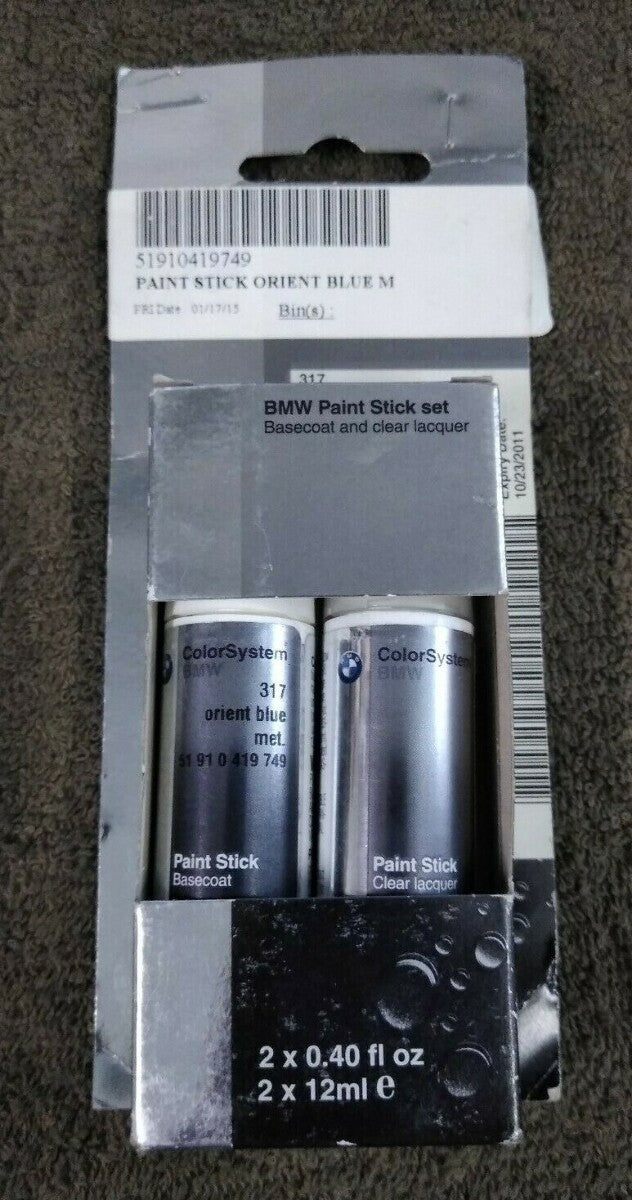 51910419749
PAINT STICK ORIENT BLUE M
FRI Date 01/17/15 Bin(s) :
317
Expiry Date:
10/23/2011
BMW Paint Stick set
Basecoat and clear lacquer
ColorSystem
BMW
317
orient blue
met.
51 91 0 419 749
Paint Stick
Basecoat
ColorSystem
BMW
Paint Stick
Clear lacquer
2 x 0.40 fl oz
2 x 12ml e